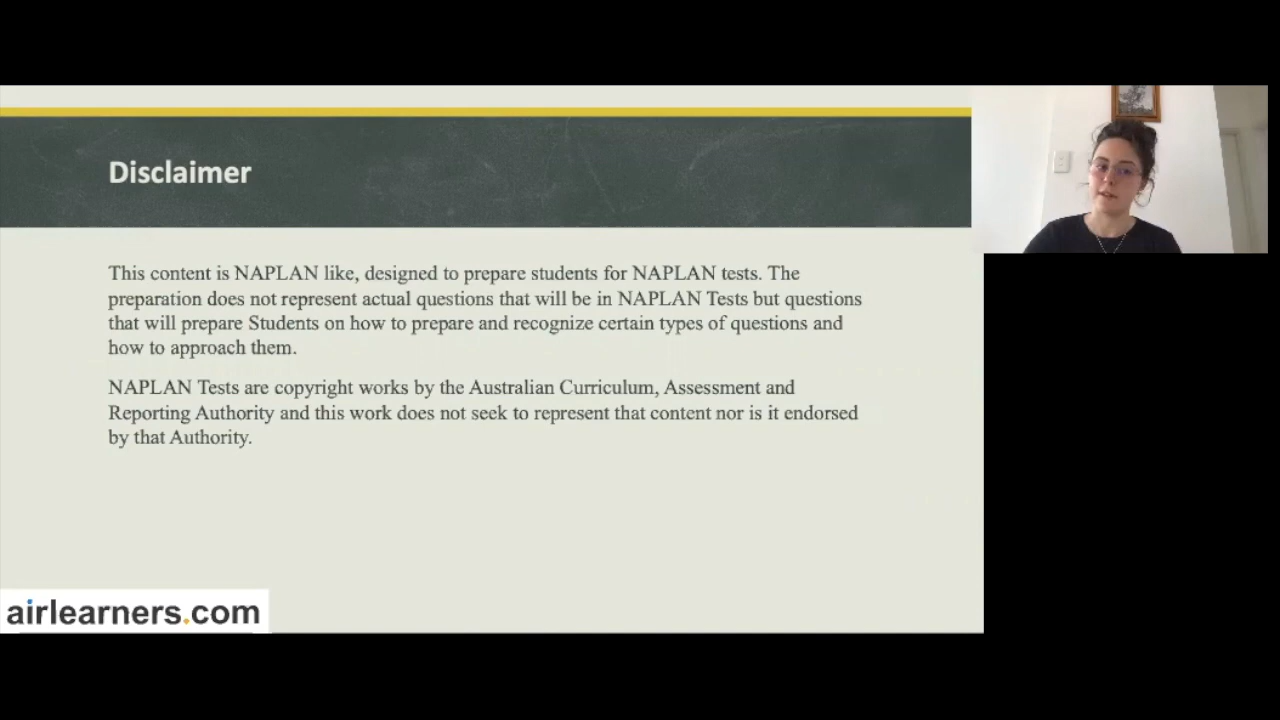 Disclaimer
This content is NAPLAN like, designed to prepare students for NAPLAN tests. The
preparation does not represent actual questions that will be in NAPLAN Tests but questions
that will prepare Students on how to prepare and recognize certain types of questions and
how to approach them.
NAPLAN Tests are copyright works by the Australian Curriculum, Assessment and
Reporting Authority and this work does not seek to represent that content nor is it endorsed
by that Authority.
airlearners.com